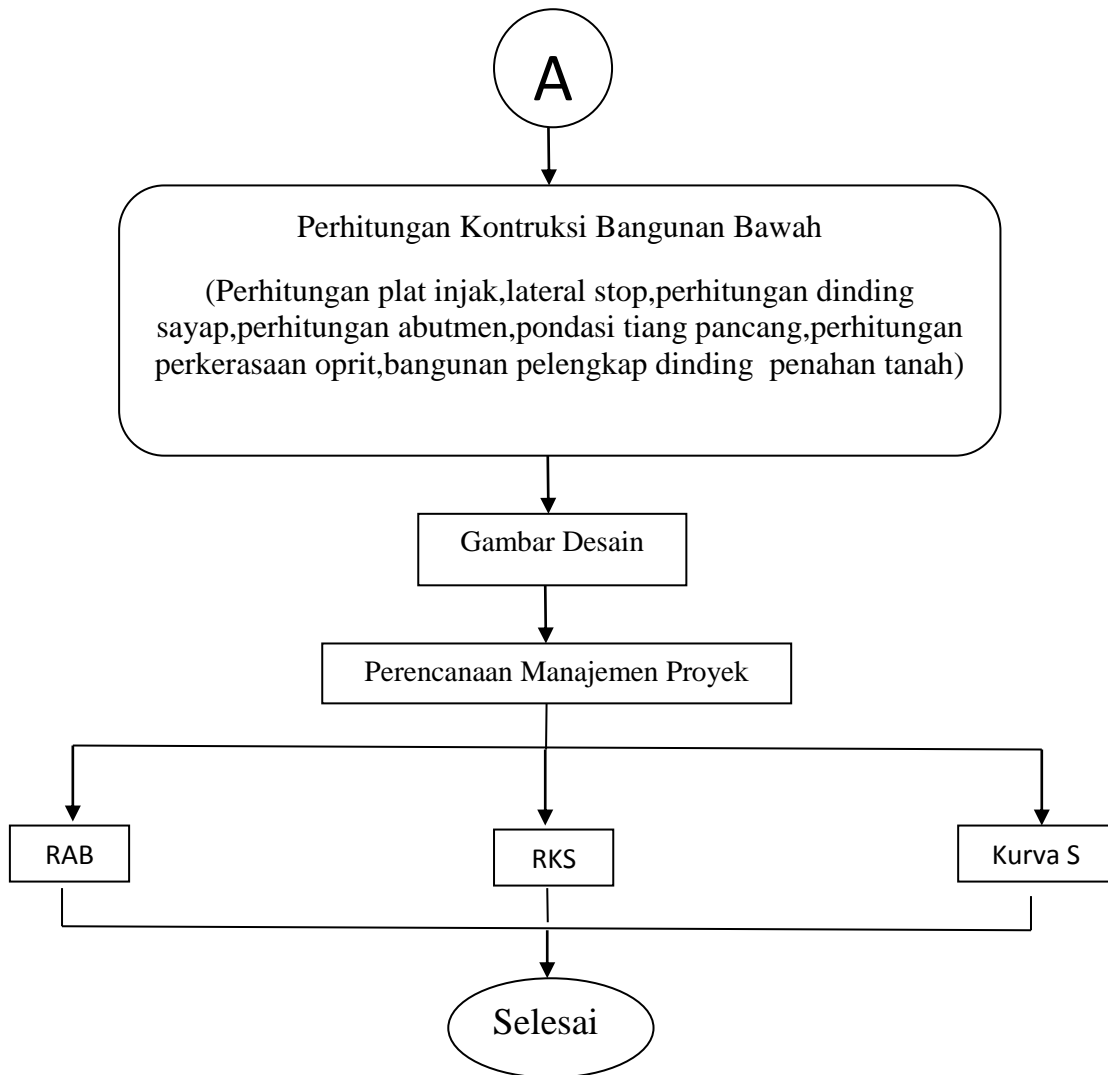 A
Perhitungan Kontruksi Bangunan Bawah
(Perhitungan plat injak,lateral stop,perhitungan dinding
sayap,perhitungan abutmen,pondasi tiang pancang,perhitungan
perkerasaan oprit,bangunan pelengkap dinding penahan tanah)
Gambar Desain
Perencanaan Manajemen Proyek
RAB
RKS
Kurva S
Selesai